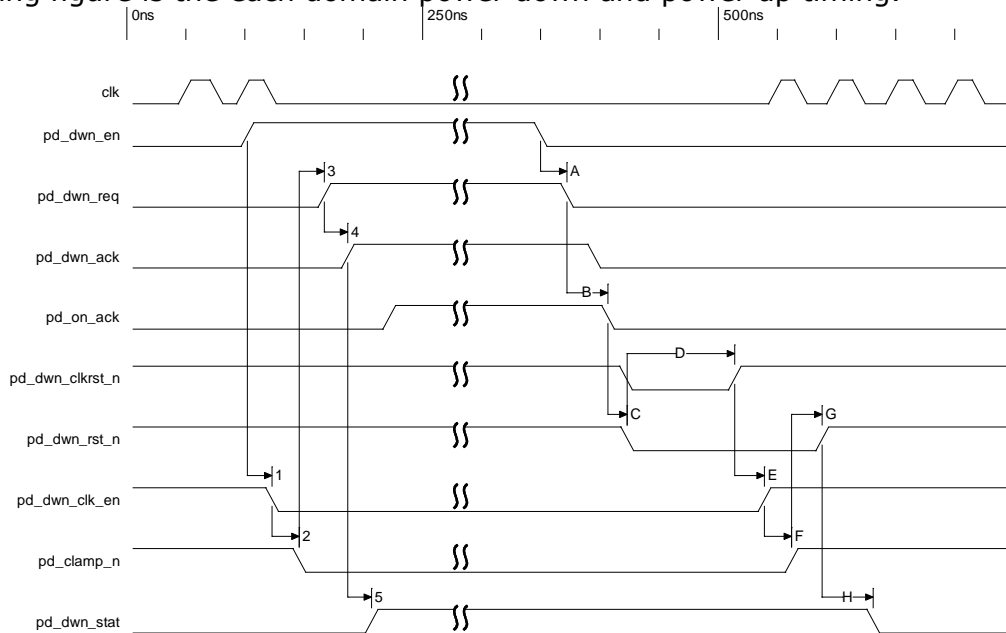 ing figure is the each domain power down and power up timing.
0ns 250ns 500ns
clk
pd_dwn_en
3 A
pd_dwn_req
4
pd_dwn_ack
B
pd_on_ack
D
pd_dwn_clkrst_n
C G
pd_dwn_rst_n
1 E
pd_dwn_clk_en
2 F
pd_clamp_n
5 H
pd_dwn_stat